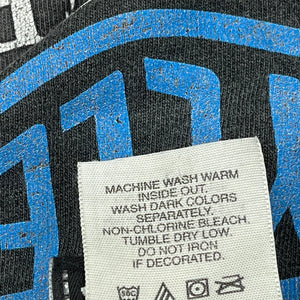 MACHINE WASH WARM
INSIDE OUT.
WASH DARK COLORS
SEPARATELY.
NON-CHLORINE BLEACH.
TUMBLE DRY LOW.
DO NOT IRON
IF DECORATED.